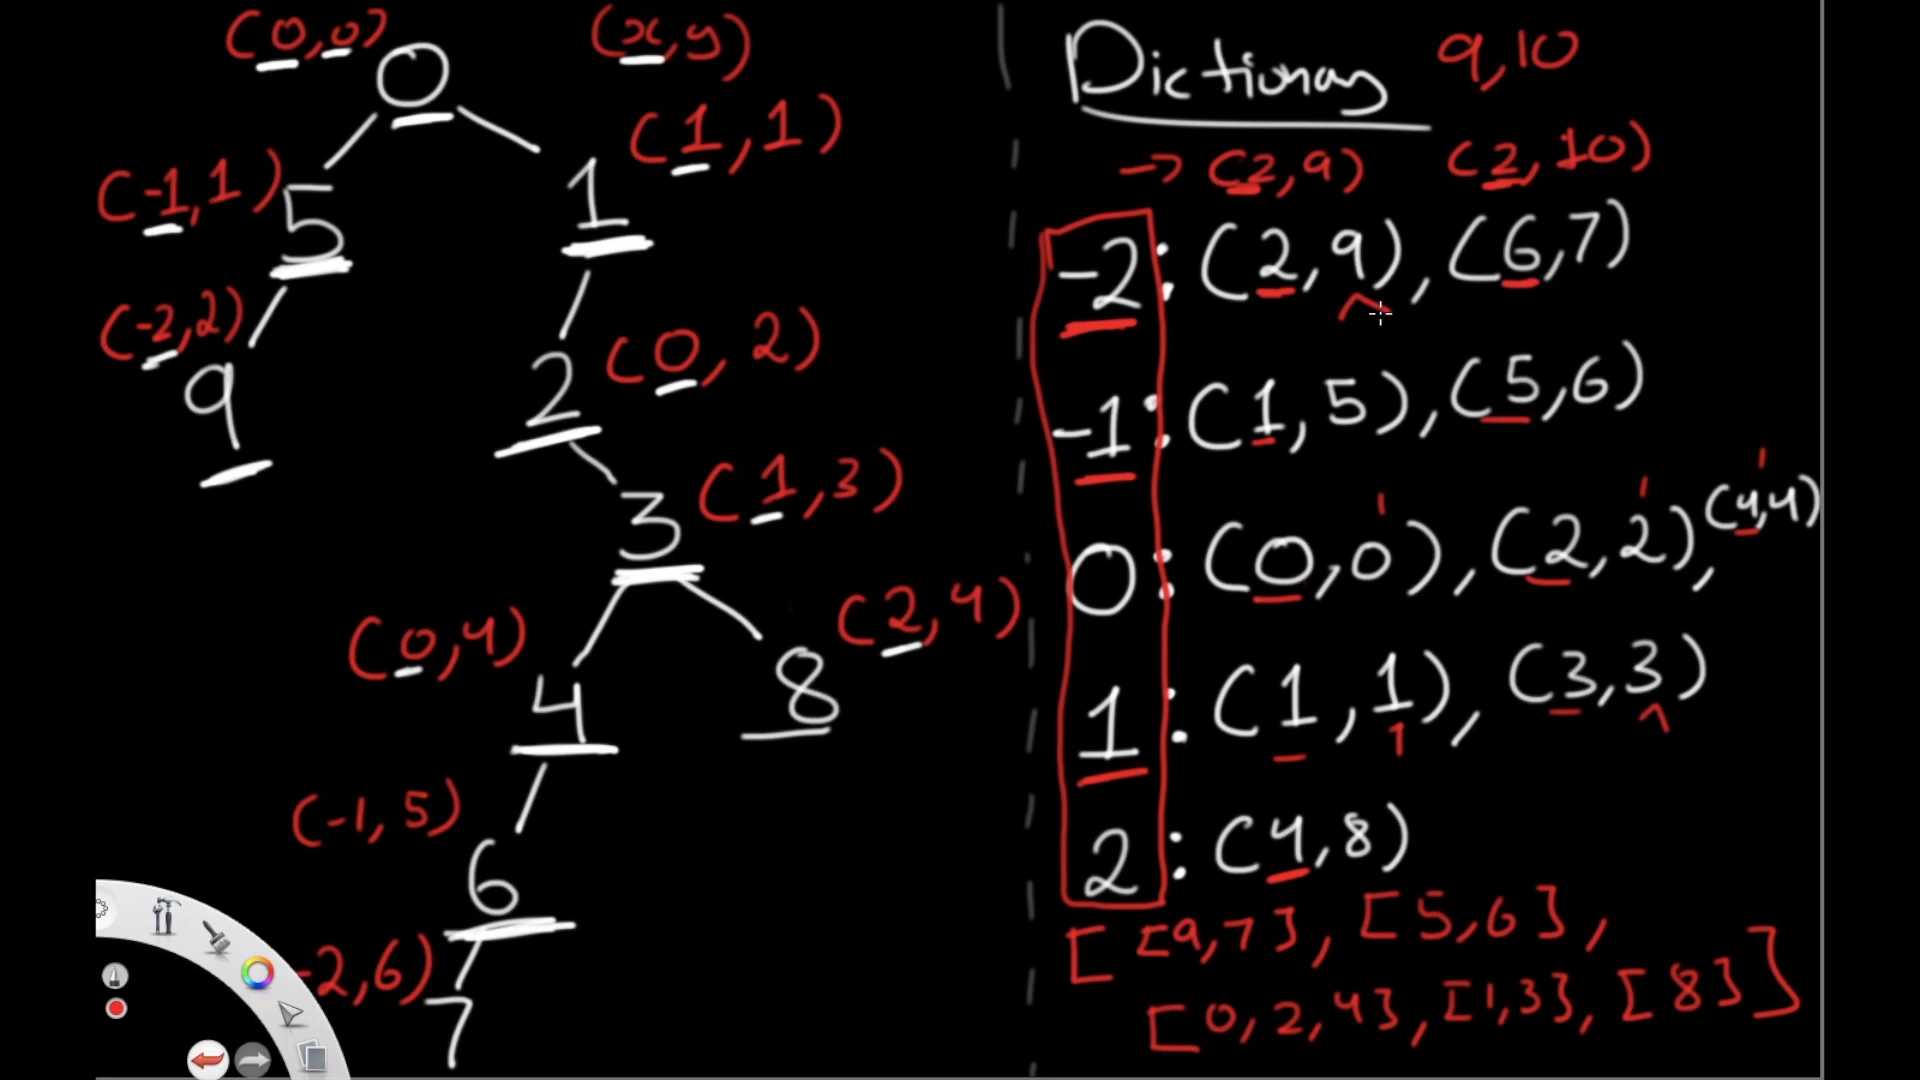 (0,0)
0
(x,y)
(-1,1)
5
1
(1,1)
(-2,2)
9
2
(0,2)
3
(1,3)
(0,4)
4
8
(2,4)
(-1,5)
6
-2,6)
7
Dictionary
9,10
→ (2,9) (2,10)
-2: (2,9), (6,7)
-1: (1,5), (5,6)
0: (0,0), (2,2), (4,4)
1: (1,1), (3,3)
2: (4,8)
[ [9,7], [5,6],
[0,2,4], [1,3], [8] ]